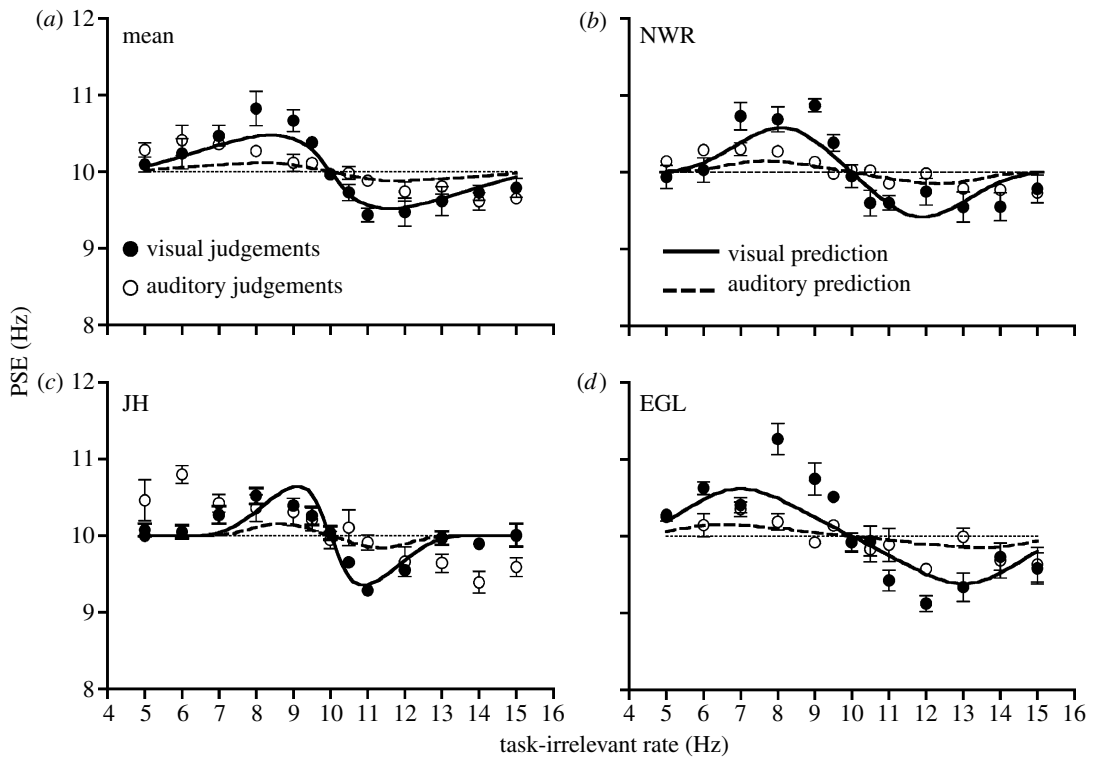 (a) 12
mean
11
10
9
visual judgements
auditory judgements
8
(b)
NWR
visual prediction
auditory prediction
PSE (Hz)
(c) 12
JH
11
10
9
8
4 5 6 7 8 9 10 11 12 13 14 15 16
(d)
EGL
4 5 6 7 8 9 10 11 12 13 14 15 16
task-irrelevant rate (Hz)